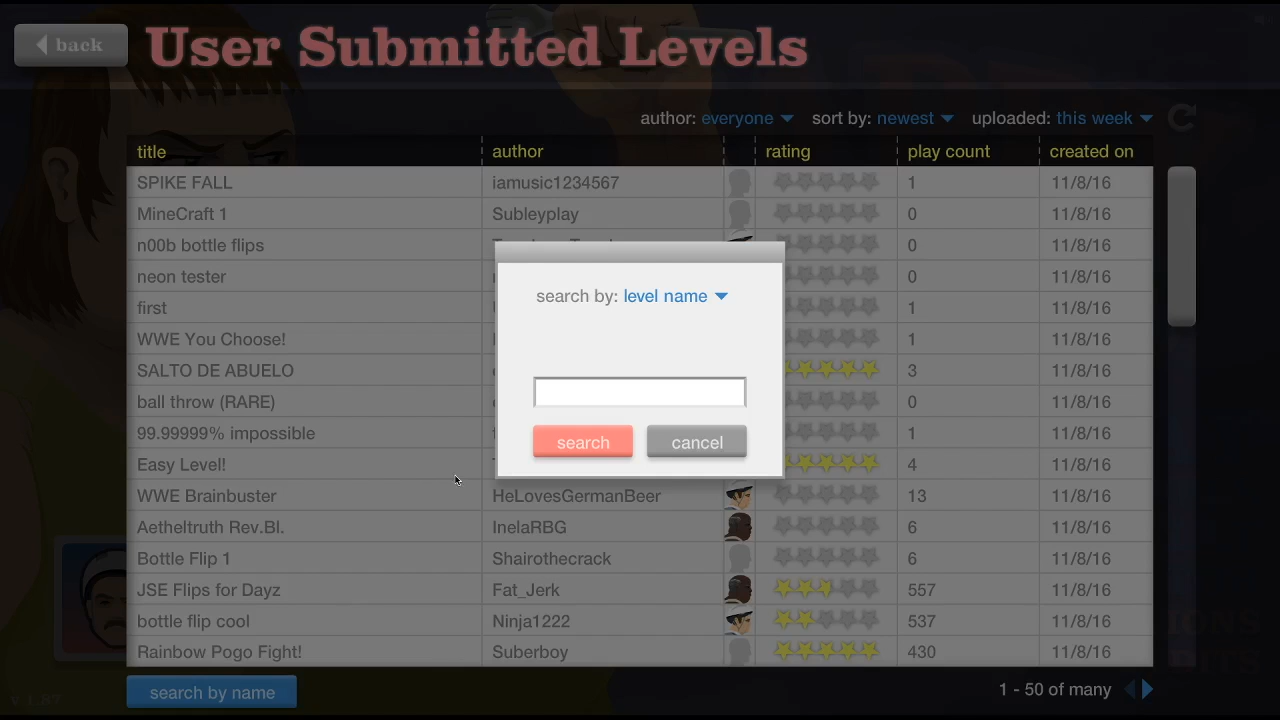 back
User Submitted Levels
author: everyone sort by: newest uploaded: this week
title author rating play count created on
SPIKE FALL iamusic1234567 1 11/8/16
MineCraft 1 Subleyplay 0 11/8/16
n00b bottle flips 0 11/8/16
neon tester 0 11/8/16
first 1 11/8/16
WWE You Choose! 1 11/8/16
SALTO DE ABUELO 3 11/8/16
ball throw (RARE) 0 11/8/16
99.99999% impossible 1 11/8/16
Easy Level! 4 11/8/16
WWE Brainbuster HeLovesGermanBeer 13 11/8/16
Aetheltruth Rev.Bl. InelaRBG 6 11/8/16
Bottle Flip 1 Shairothecrack 6 11/8/16
JSE Flips for Dayz Fat_Jerk 557 11/8/16
bottle flip cool Ninja1222 537 11/8/16
Rainbow Pogo Fight! Suberboy 430 11/8/16
search by: level name
search cancel
search by name
1 - 50 of many
v 1.87